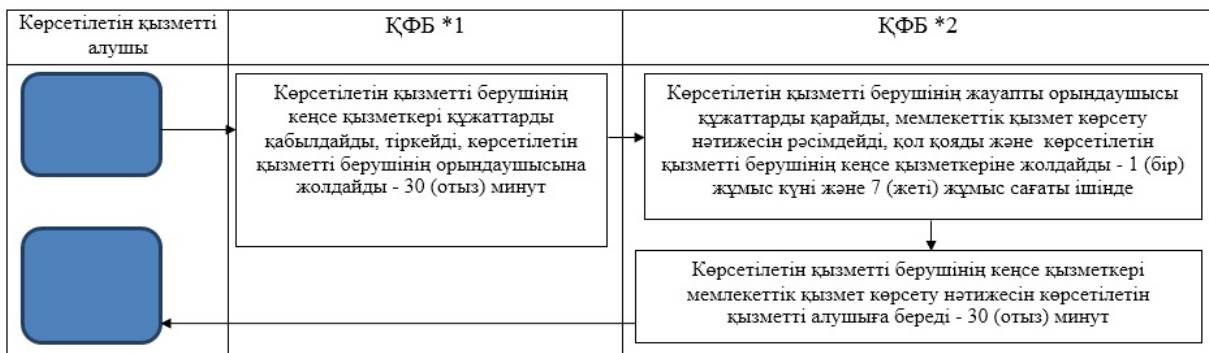 Көрсетілетін қызметті
алушы
ҚФБ *1
ҚФБ *2
Көрсетілетін қызметті берушінің
кеңсе қызметкері құжаттарды
қабылдайды, тіркейді, көрсетілетін
қызметті берушінің орындаушысына
жолдайды - 30 (отыз) минут
Көрсетілетін қызметті берушінің жауапты орындаушысы
құжаттарды қарайды, мемлекеттік қызмет көрсету
нәтижесін рәсімдейді, қол қояды және көрсетілетін
қызметті берушінің кеңсе қызметкеріне жолдайды - 1 (бір)
жұмыс күні және 7 (жеті) жұмыс сағаты ішінде
Көрсетілетін қызметті берушінің кеңсе қызметкері
мемлекеттік қызмет көрсету нәтижесін көрсетілетін
қызметті алушыға береді - 30 (отыз) минут